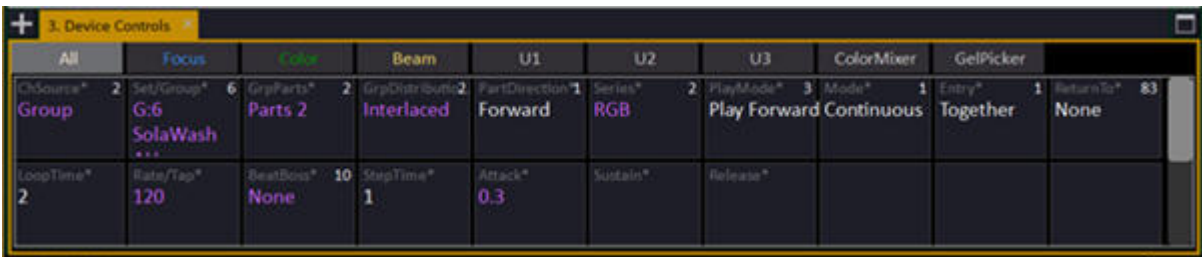 3. Device Controls ×
All Focus Color Beam U1 U2 U3 ColorMixer GelPicker
ChSource* 2 Set/Group* 6 GrpParts* 2 GrpDistributio 2 PartDirection* 1 Series* 2 PlayMode* 3 Mode* 1 Entry* 1 ReturnTo* 83
Group G:6 Parts 2 Interlaced Forward RGB Play Forward Continuous Together None
SolaWash
...
LoopTime* Rate/Tap* BeatBoss* 10 StepTime* Attack* Sustain* Release*
2 120 None 1 0.3